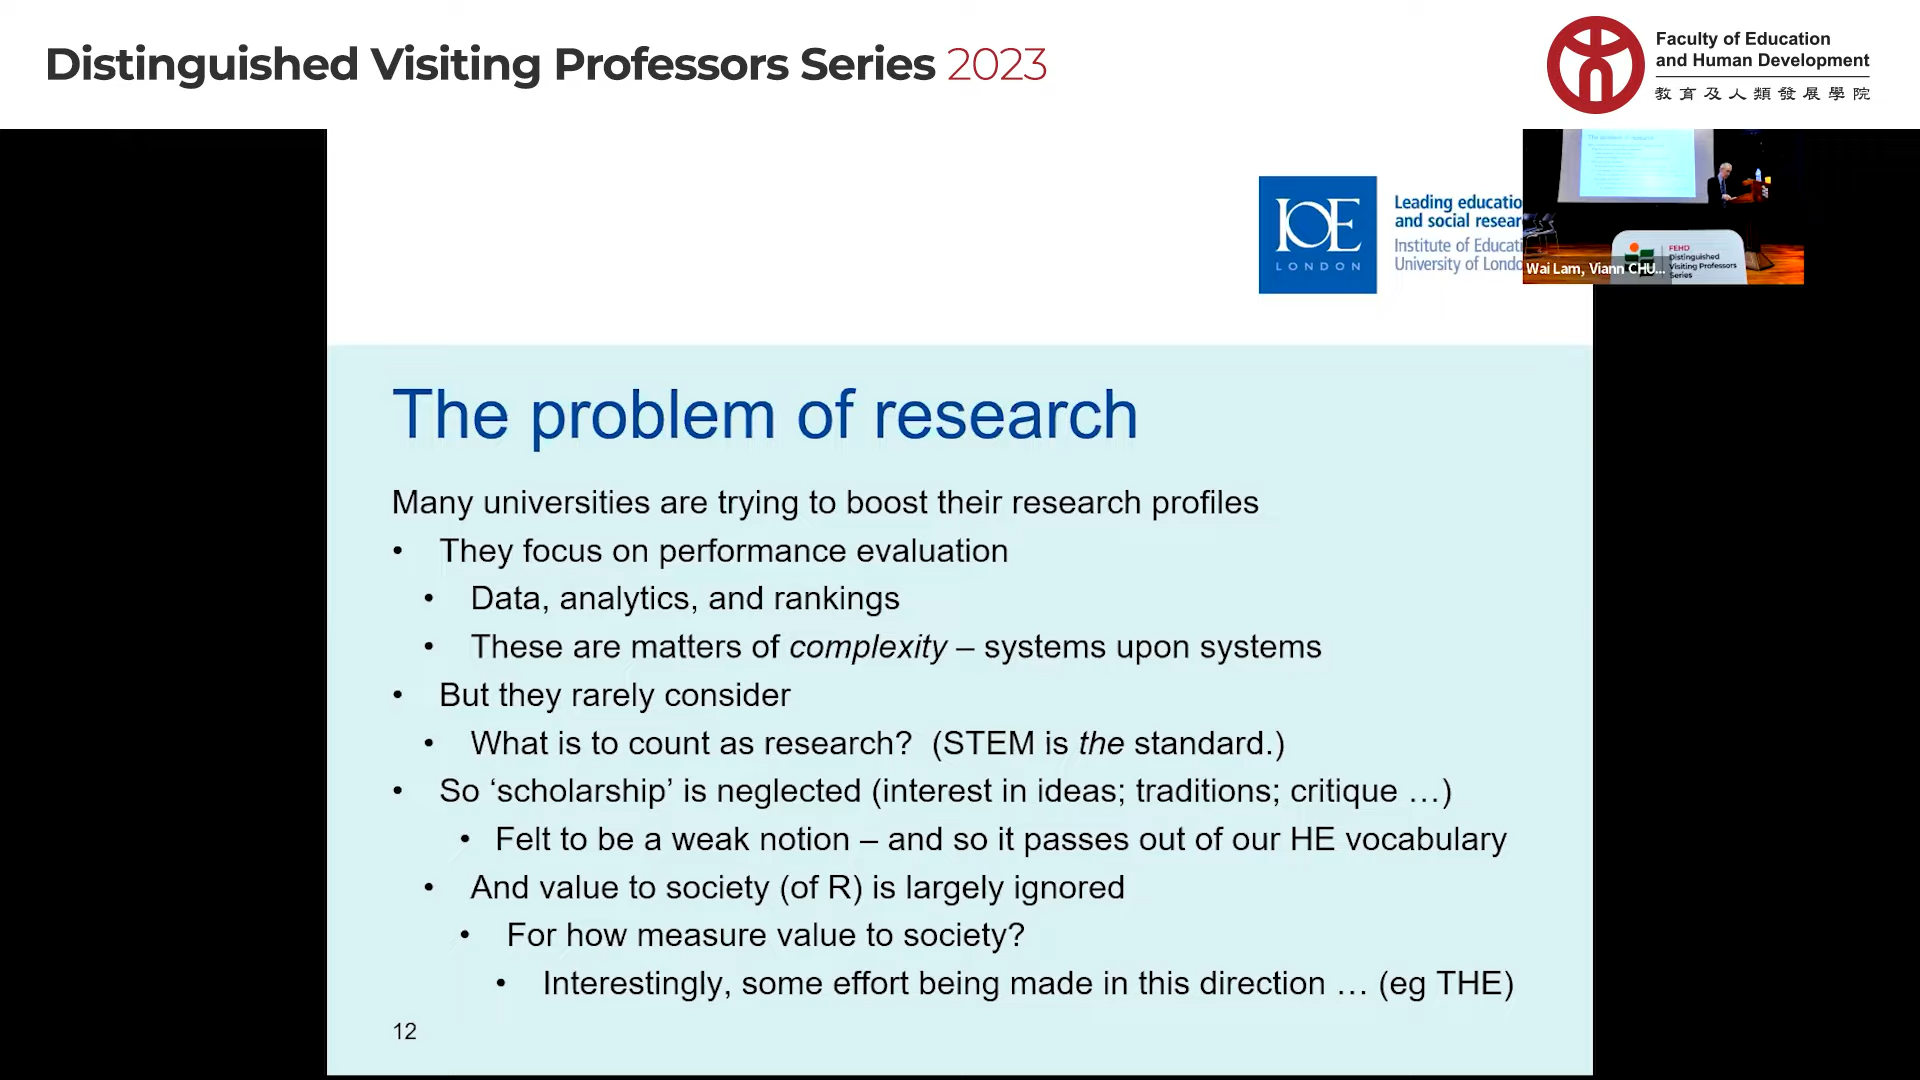 Distinguished Visiting Professors Series 2023
Faculty of Education
and Human Development
教育及人類發展學院
IOE
LONDON
Leading educatio
and social resear
Institute of Educati
University of Londo
FEHD
Distinguished
Visiting Professors
Series
Wai Lam, Viann CHU...
The problem of research
Many universities are trying to boost their research profiles
• They focus on performance evaluation
• Data, analytics, and rankings
• These are matters of complexity – systems upon systems
• But they rarely consider
• What is to count as research? (STEM is the standard.)
• So ‘scholarship’ is neglected (interest in ideas; traditions; critique …)
• Felt to be a weak notion – and so it passes out of our HE vocabulary
• And value to society (of R) is largely ignored
• For how measure value to society?
• Interestingly, some effort being made in this direction … (eg THE)
12